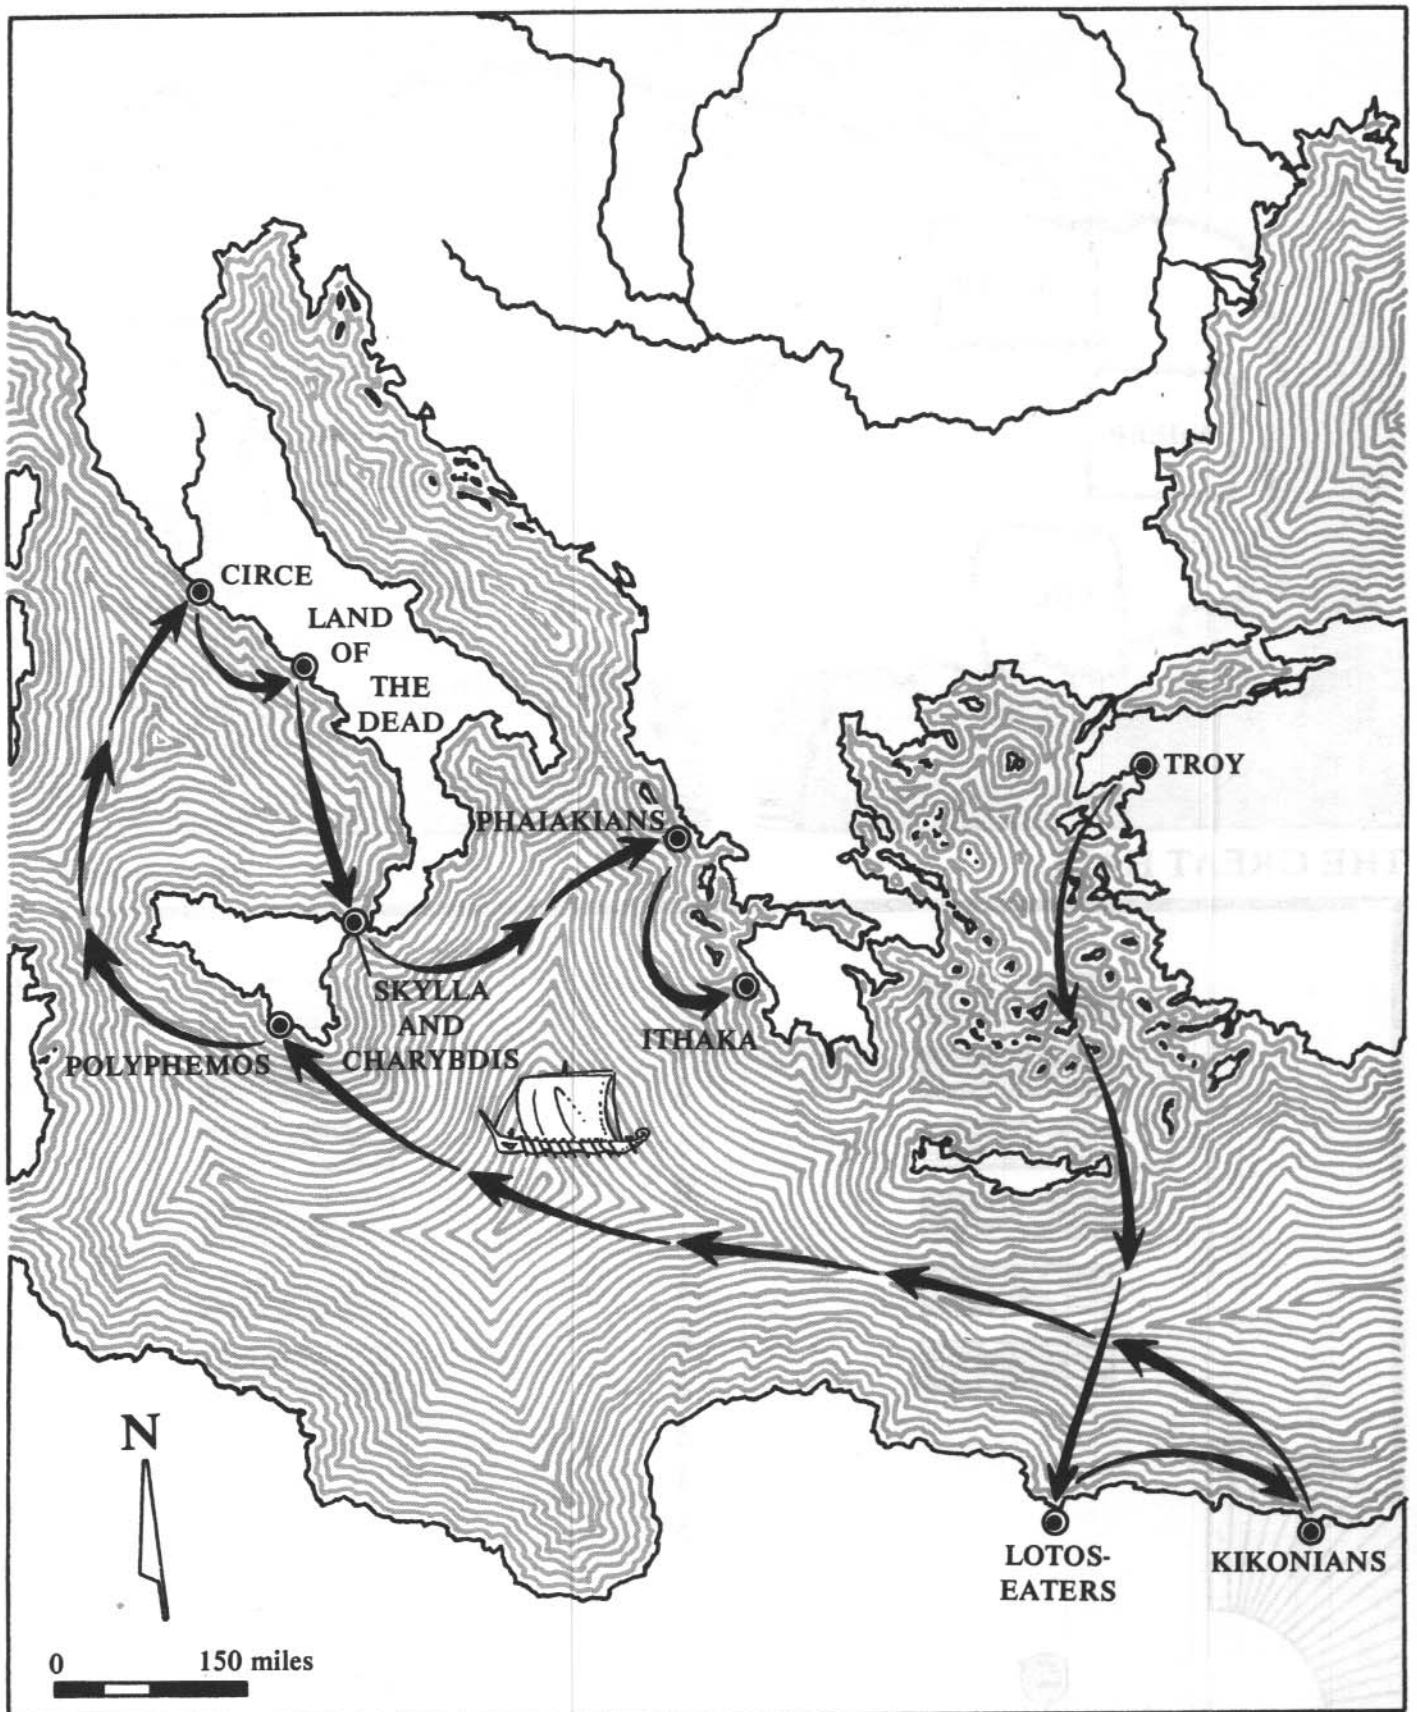 CIRCE
LAND
OF
THE
DEAD
TROY
PHAIAKIANS
SKYLLA
AND
CHARYBDIS
ITHAKA
POLYPHEMOS
N
LOTOS-
EATERS
KIKONIANS
0 150 miles